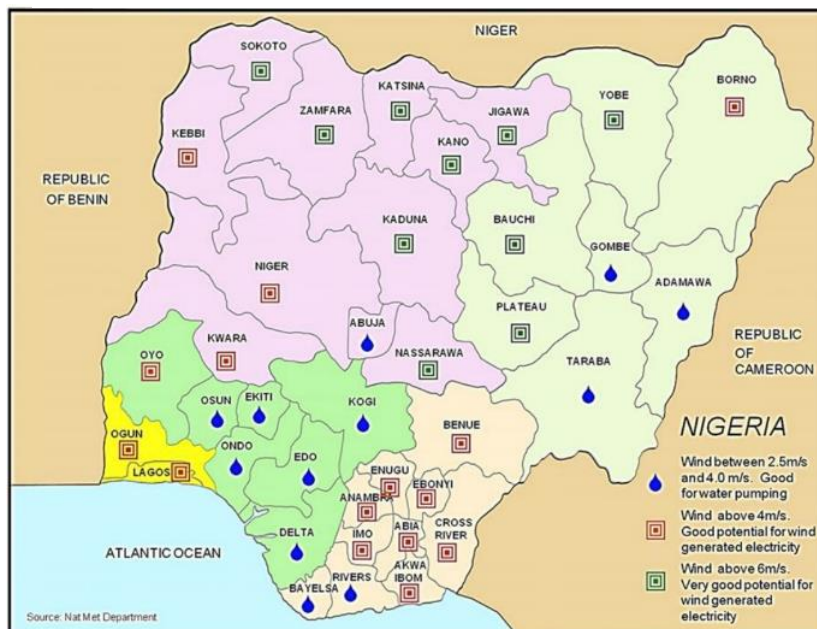 NIGER
SOKOTO
KATSINA
BORNO
YOBE
ZAMFARA
JIGAWA
KEBBI
KANO
REPUBLIC
OF BENIN
KADUNA
BAUCHI
GOMBE
NIGER
ADAMAWA
PLATEAU
ABUJA
KWARA
REPUBLIC
OF
CAMEROON
OYO
NASSARAWA
TARABA
OSUN
EKITI
KOGI
BENUE
NIGERIA
OGUN
ONDO
EDO
LAGOS
ENUGU
EBONYI
Wind between 2.5m/s
and 4.0 m/s. Good
for water pumping
ANAMBRA
DELTA
IMO
ABIA
CROSS
RIVER
Wind above 4m/s.
Good potential for wind
generated electricity
ATLANTIC OCEAN
AKWA
IBOM
BAYELSA
RIVERS
Wind above 6m/s.
Very good potential for
wind generated
electricity
Source: Nat Met Department